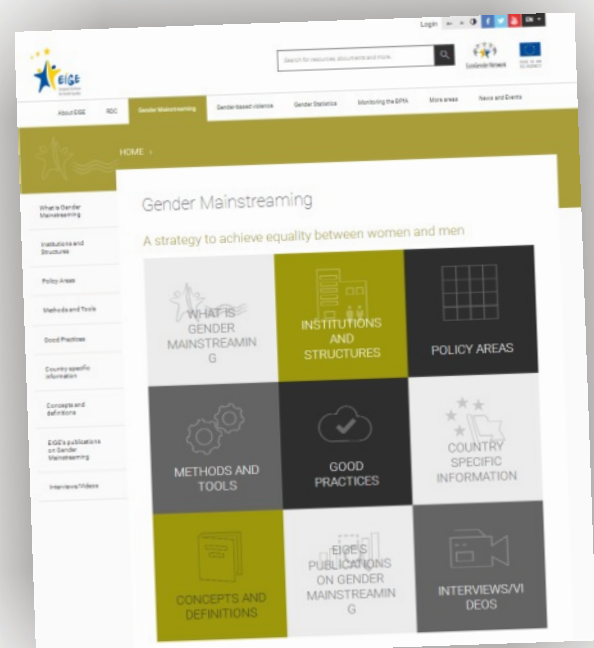 Login
EN
EIGE
Search for resources, documents and more.
EuroGender Network
About EIGE
RDC
Gender Mainstreaming
Gender-based violence
Gender Statistics
Monitoring the BPfA
More areas
News and Events
HOME ›
What is Gender
Mainstreaming
Institutions and
Structures
Policy Areas
Methods and Tools
Good Practices
Country specific
information
Concepts and
definitions
EIGE's publications
on Gender
Mainstreaming
Interviews/Videos
Gender Mainstreaming
A strategy to achieve equality between women and men
WHAT IS
GENDER
MAINSTREAMIN
G
INSTITUTIONS
AND
STRUCTURES
POLICY AREAS
METHODS AND
TOOLS
GOOD
PRACTICES
COUNTRY
SPECIFIC
INFORMATION
CONCEPTS AND
DEFINITIONS
EIGE'S
PUBLICATIONS
ON GENDER
MAINSTREAMIN
G
INTERVIEWS/VI
DEOS